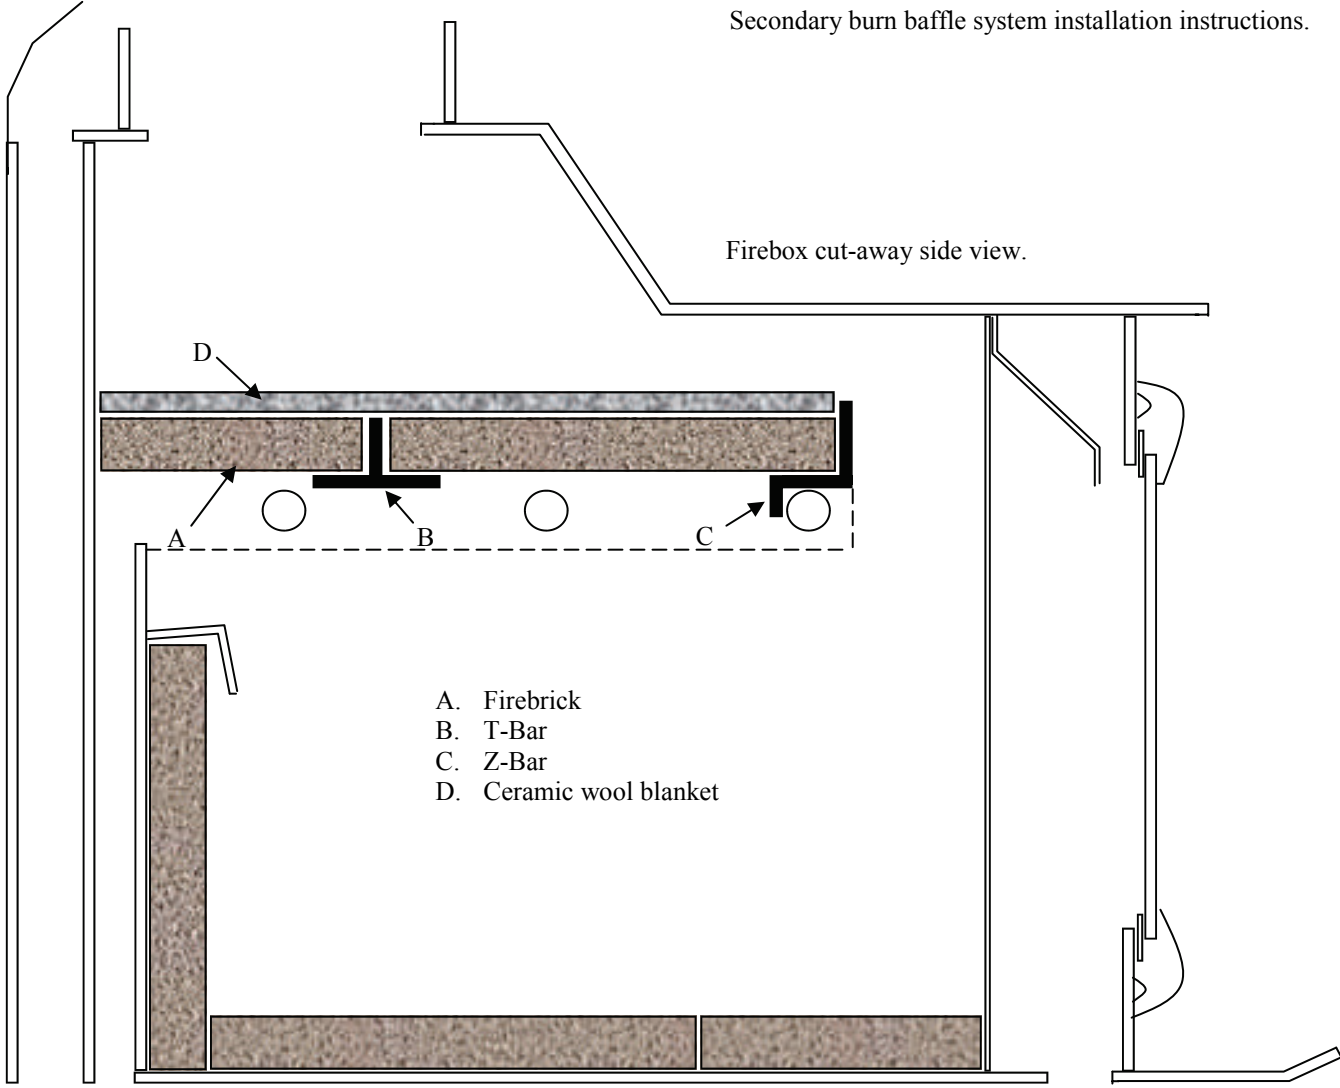 Secondary burn baffle system installation instructions.
Firebox cut-away side view.
D
A
B
C
A. Firebrick
B. T-Bar
C. Z-Bar
D. Ceramic wool blanket